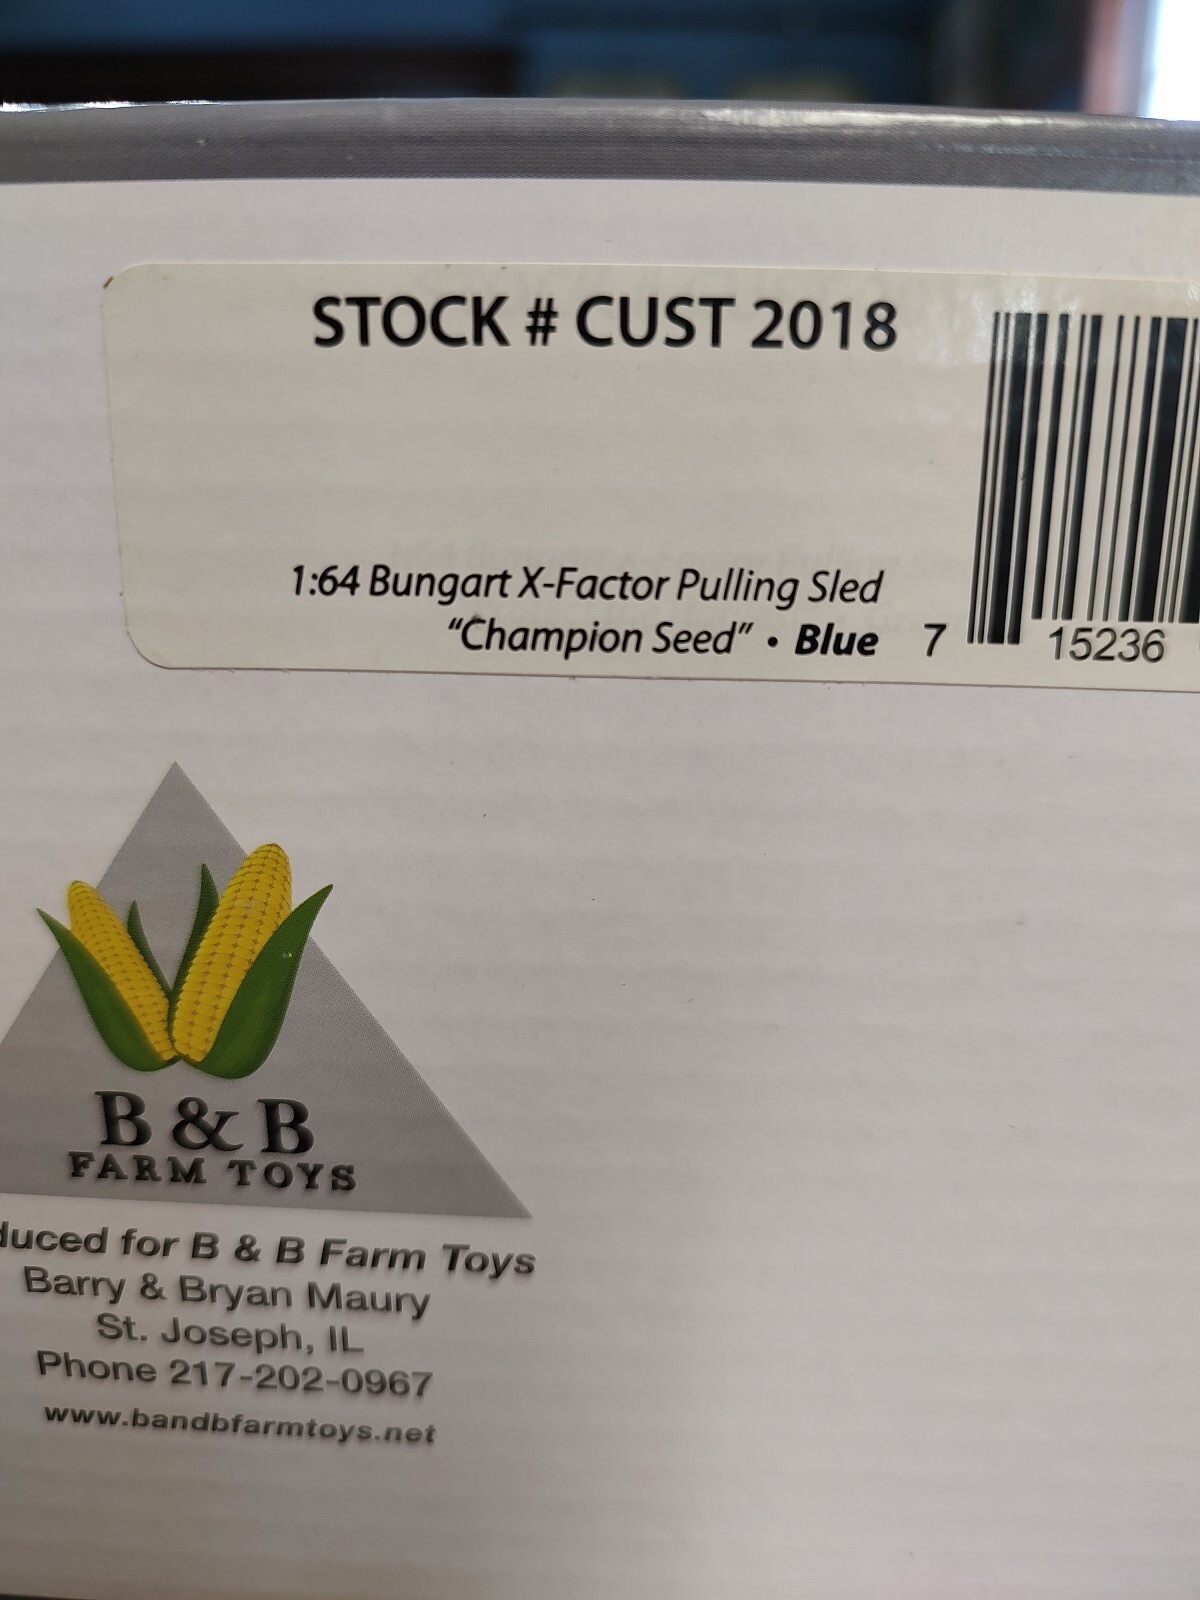 STOCK # CUST 2018
1:64 Bungart X-Factor Pulling Sled
“Champion Seed” • Blue
7 15236
B & B
FARM TOYS
for B & B Farm Toys
Barry & Bryan Maury
St. Joseph, IL
Phone 217-202-0967
www.bandbfarmtoys.net